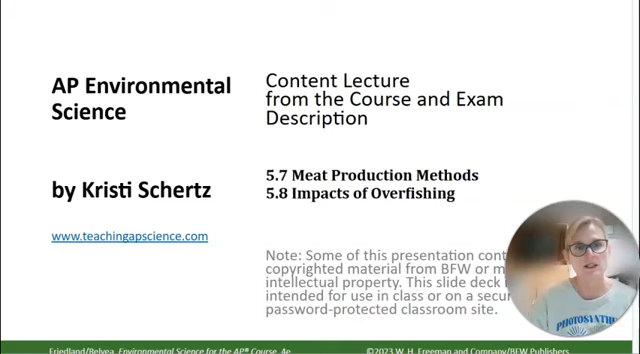 AP Environmental
Science
by Kristi Schertz
www.teachingapscience.com
Content Lecture
from the Course and Exam
Description
5.7 Meat Production Methods
5.8 Impacts of Overfishing
Note: Some of this presentation
copyrighted material from BFW or
intellectual property. This slide deck
intended for use in class or on a
password-protected classroom site.
Friedland/Relyea, Environmental Science for the AP® Course, 4e
©2023 W. H. Freeman and Company/BFW Publishers